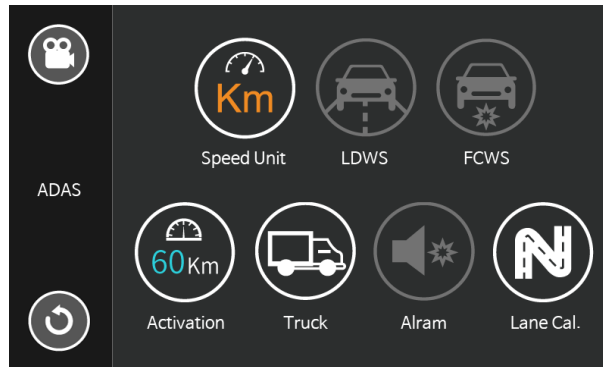 Km
Speed Unit
LDWS
FCWS
ADAS
60Km
Activation
Truck
Alram
Lane Cal.